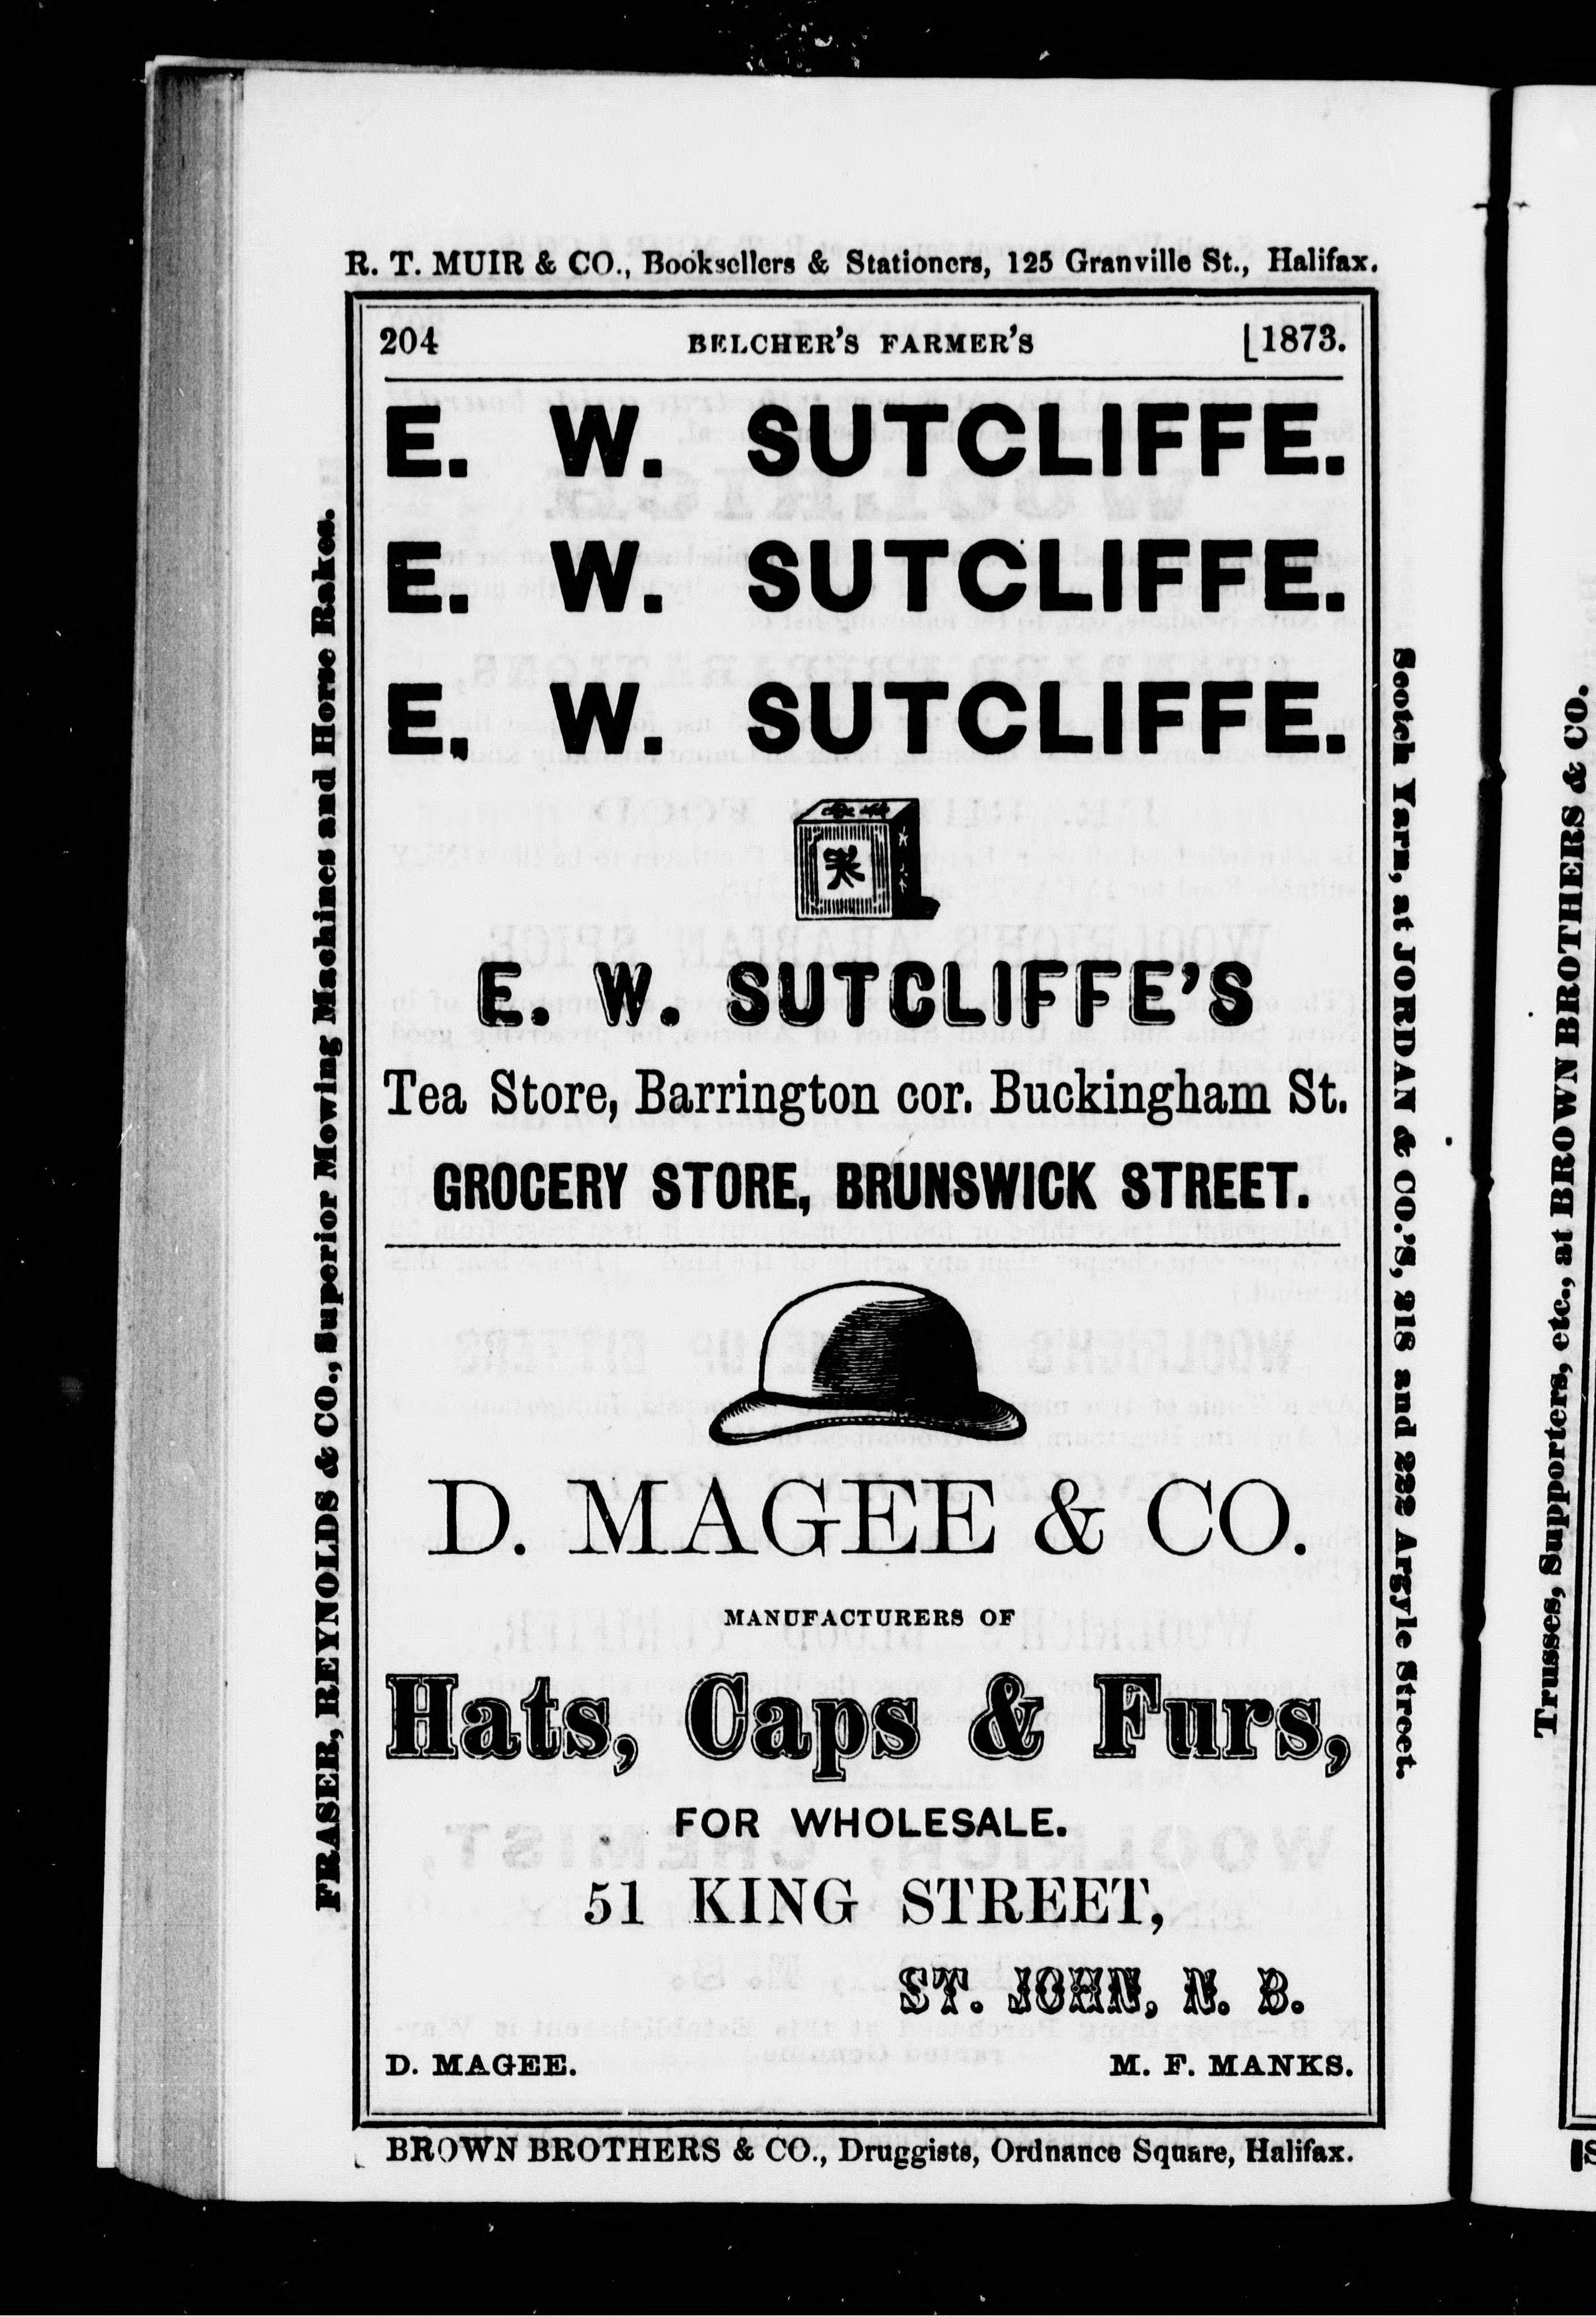 R. T. MUIR & CO., Booksellers & Stationers, 125 Granville St., Halifax.
204 BELCHER'S FARMER'S [1873.
E. W. SUTCLIFFE.
E. W. SUTCLIFFE.
E. W. SUTCLIFFE.
E. W. SUTCLIFFE'S
Tea Store, Barrington cor. Buckingham St.
GROCERY STORE, BRUNSWICK STREET.
D. MAGEE & CO.
MANUFACTURERS OF
Hats, Caps & Furs,
FOR WHOLESALE.
51 KING STREET,
ST. JOHN, N. B.
D. MAGEE. M. F. MANKS.
BROWN BROTHERS & CO., Druggists, Ordnance Square, Halifax.
FRASER, REYNOLDS & CO., Superior Mowing Machines and Horse Rakes.
Scotch Yarn, at JORDAN & CO.'S, 218 and 222 Argyle Street.
Trusses, Supporters, etc., at BROWN BROTHERS & CO.